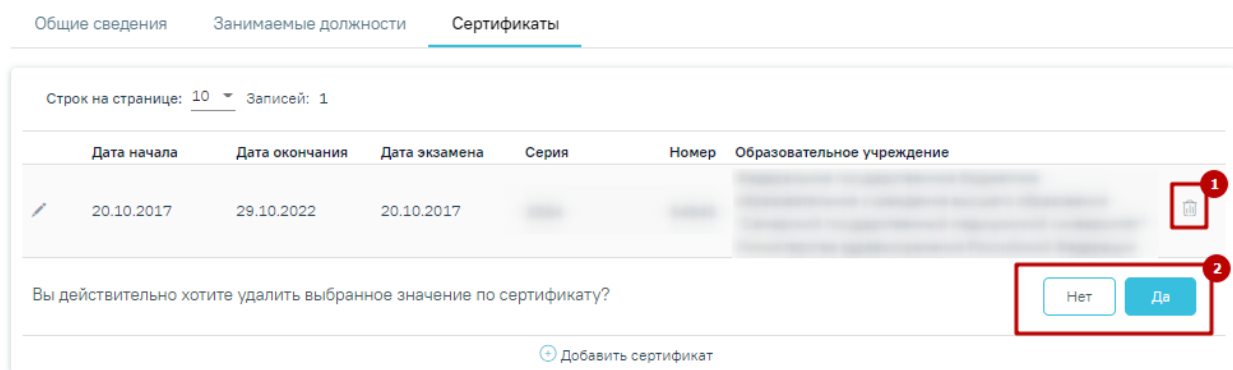 Общие сведения Занимаемые должности Сертификаты
Строк на странице: 10 Записей: 1
Дата начала Дата окончания Дата экзамена Серия Номер Образовательное учреждение
1
20.10.2017 29.10.2022 20.10.2017
2
Вы действительно хотите удалить выбранное значение по сертификату? Нет Да
Добавить сертификат